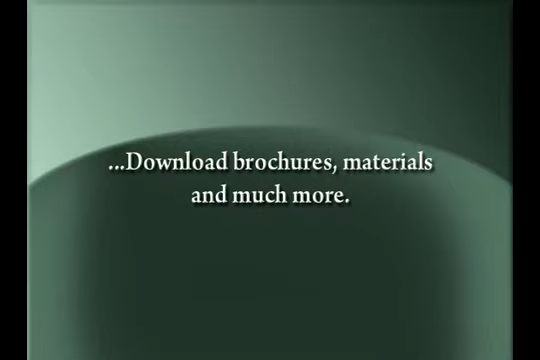 ...Download brochures, materials
and much more.